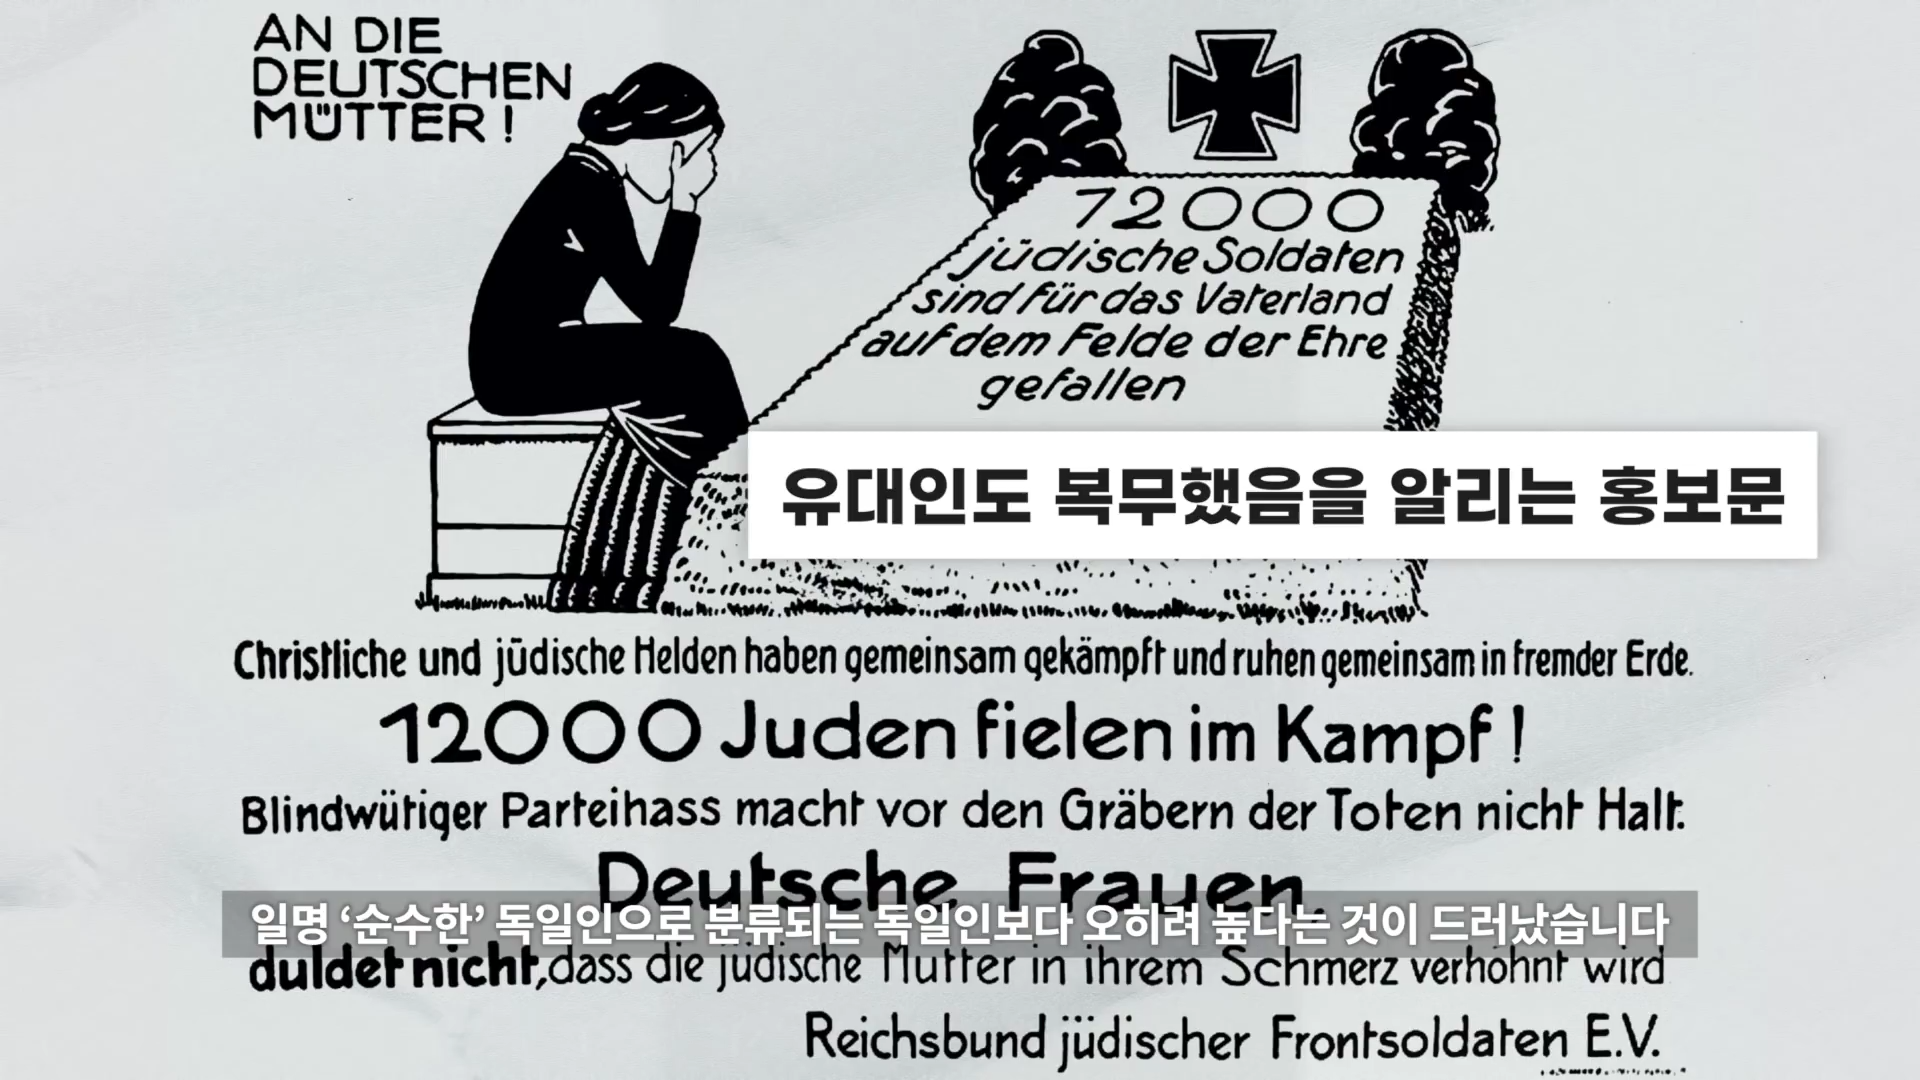 AN DIE
DEUTSCHEN
MÜTTER!
12000
jüdische Soldaten
sind für das Vaterland
auf dem Felde der Ehre
gefallen
유대인도 복무했음을 알리는 홍보문
Christliche und jüdische Helden haben gemeinsam gekämpft und ruhen gemeinsam in fremder Erde.
12000 Juden fielen im Kampf!
Blindwütiger Parteihass macht vor den Gräbern der Toten nicht Halt.
Deutsche Frauen,
일명 ‘순수한’ 독일인으로 분류되는 독일인보다 오히려 높다는 것이 드러났습니다
duldet nicht, dass die jüdische Mutter in ihrem Schmerz verhöhnt wird
Reichsbund jüdischer Frontsoldaten E.V.